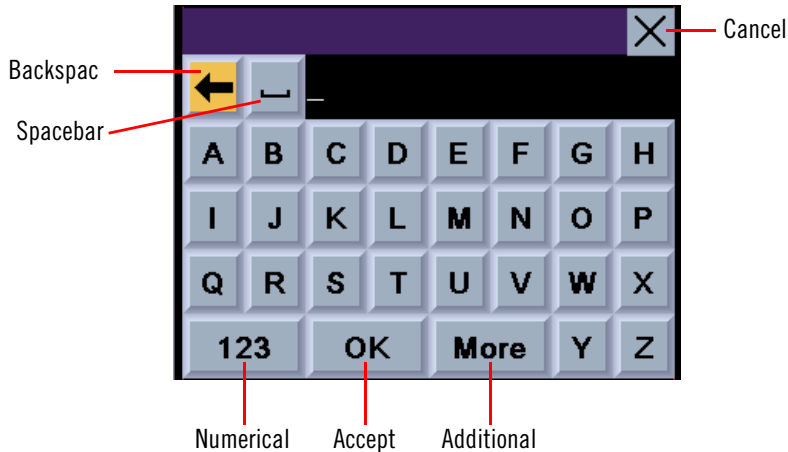 Cancel
Backspac
Spacebar
A B C D E F G H
I J K L M N O P
Q R S T U V W X
123 OK More Y Z
Numerical Accept Additional